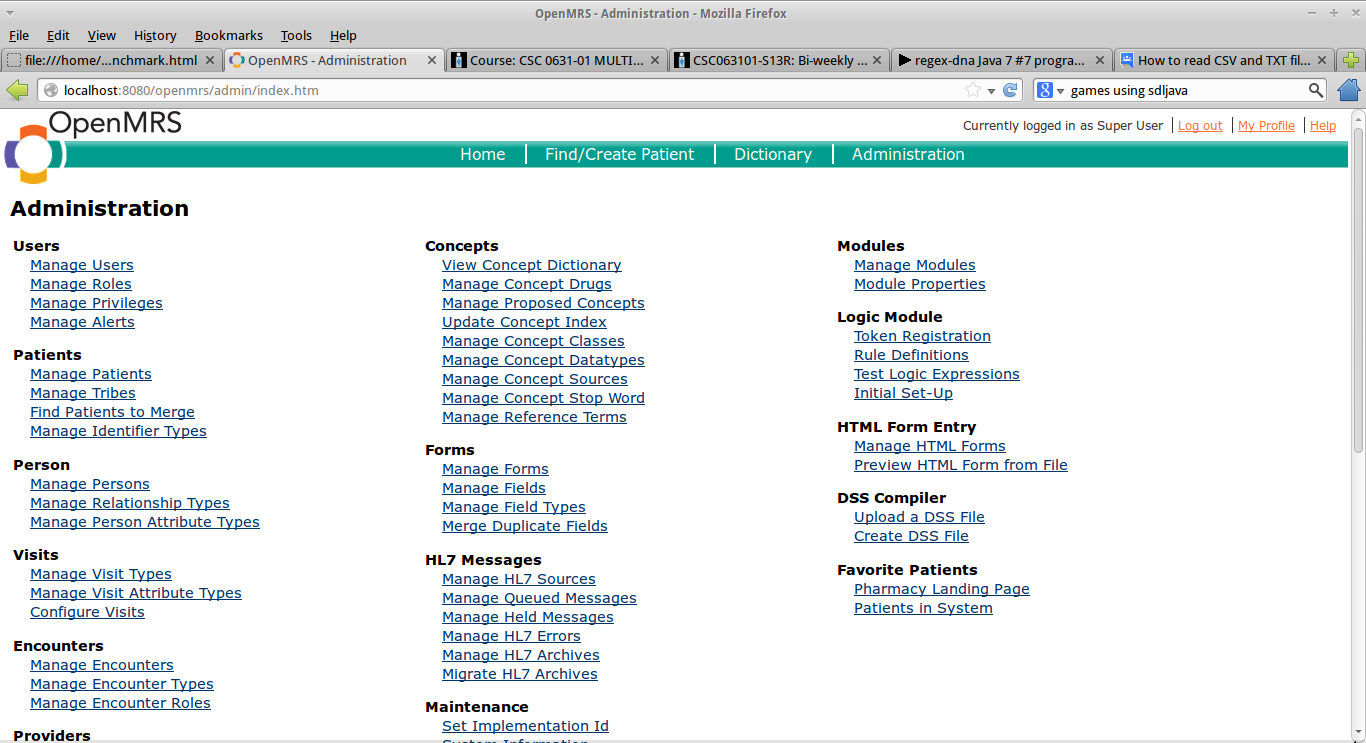 OpenMRS - Administration - Mozilla Firefox
File Edit View History Bookmarks Tools Help
file:///home/...nchmark.html
OpenMRS - Administration
Course: CSC 0631-01 MULTI...
CSC063101-S13R: Bi-weekly ...
regex-dna Java 7 #7 progra...
How to read CSV and TXT fil...
localhost:8080/openmrs/admin/index.htm
games using sdljava
OpenMRS
Currently logged in as Super User Log out My Profile Help
Home Find/Create Patient Dictionary Administration
Administration
Users
Manage Users
Manage Roles
Manage Privileges
Manage Alerts
Patients
Manage Patients
Manage Tribes
Find Patients to Merge
Manage Identifier Types
Person
Manage Persons
Manage Relationship Types
Manage Person Attribute Types
Visits
Manage Visit Types
Manage Visit Attribute Types
Configure Visits
Encounters
Manage Encounters
Manage Encounter Types
Manage Encounter Roles
Providers
Concepts
View Concept Dictionary
Manage Concept Drugs
Manage Proposed Concepts
Update Concept Index
Manage Concept Classes
Manage Concept Datatypes
Manage Concept Sources
Manage Concept Stop Word
Manage Reference Terms
Forms
Manage Forms
Manage Fields
Manage Field Types
Merge Duplicate Fields
HL7 Messages
Manage HL7 Sources
Manage Queued Messages
Manage Held Messages
Manage HL7 Errors
Manage HL7 Archives
Migrate HL7 Archives
Maintenance
Set Implementation Id
System Information
Modules
Manage Modules
Module Properties
Logic Module
Token Registration
Rule Definitions
Test Logic Expressions
Initial Set-Up
HTML Form Entry
Manage HTML Forms
Preview HTML Form from File
DSS Compiler
Upload a DSS File
Create DSS File
Favorite Patients
Pharmacy Landing Page
Patients in System